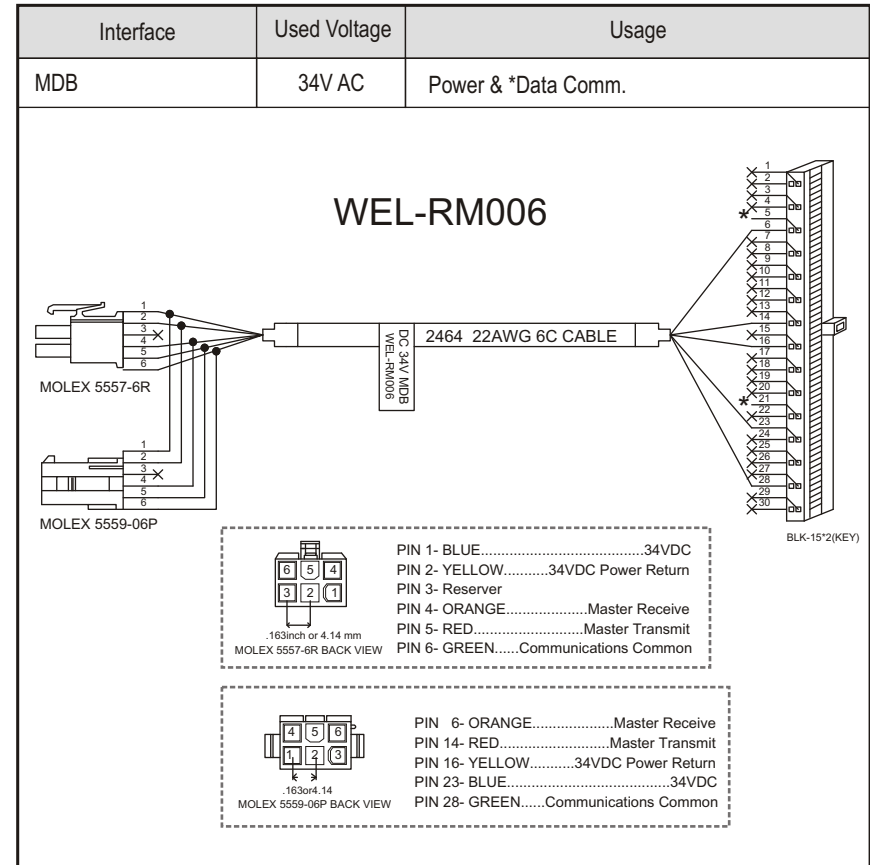 Interface Used Voltage Usage
MDB 34V AC Power & *Data Comm.
WEL-RM006
1
2
3
4
5
6
MOLEX 5557-6R
1
2
3
4
5
6
MOLEX 5559-06P
DC 34V MDB
WEL-RM006
2464 22AWG 6C CABLE
1
2
3
4
* 5
6
7
8
9
10
11
12
13
14
15
16
17
18
19
20
* 21
22
23
24
25
26
27
28
29
30
BLK-15*2(KEY)
6 5 4
3 2 1
.163inch or 4.14 mm
MOLEX 5557-6R BACK VIEW
PIN 1- BLUE........................................34VDC
PIN 2- YELLOW...........34VDC Power Return
PIN 3- Reserver
PIN 4- ORANGE....................Master Receive
PIN 5- RED...........................Master Transmit
PIN 6- GREEN......Communications Common
4 5 6
1 2 3
.163or4.14
MOLEX 5559-06P BACK VIEW
PIN 6- ORANGE....................Master Receive
PIN 14- RED...........................Master Transmit
PIN 16- YELLOW...........34VDC Power Return
PIN 23- BLUE........................................34VDC
PIN 28- GREEN......Communications Common